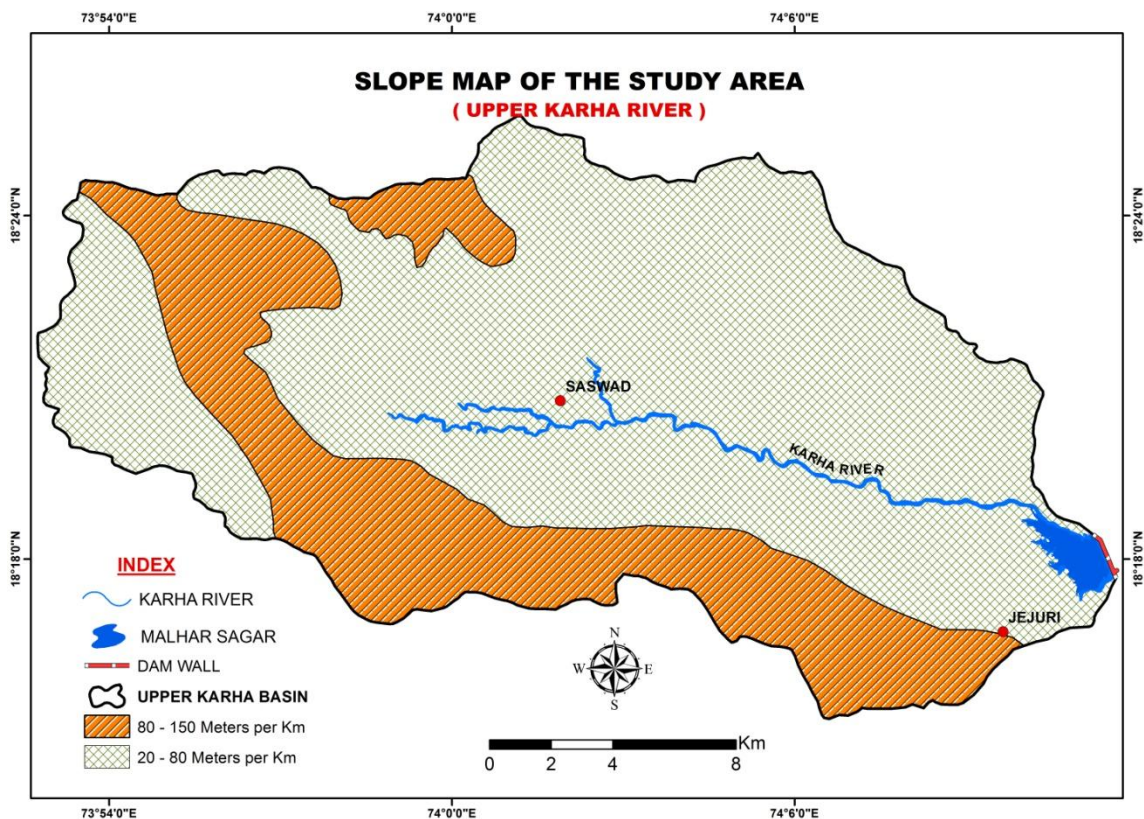 73°54'0"E
74°0'0"E
74°6'0"E
SLOPE MAP OF THE STUDY AREA
( UPPER KARHA RIVER )
18°24'0"N
18°24'0"N
SASWAD
KARHA RIVER
18°18'0"N
18°18'0"N
JEJURI
INDEX
KARHA RIVER
MALHAR SAGAR
DAM WALL
UPPER KARHA BASIN
80 - 150 Meters per Km
20 - 80 Meters per Km
N
W E
S
Km
0 2 4 8
73°54'0"E
74°0'0"E
74°6'0"E